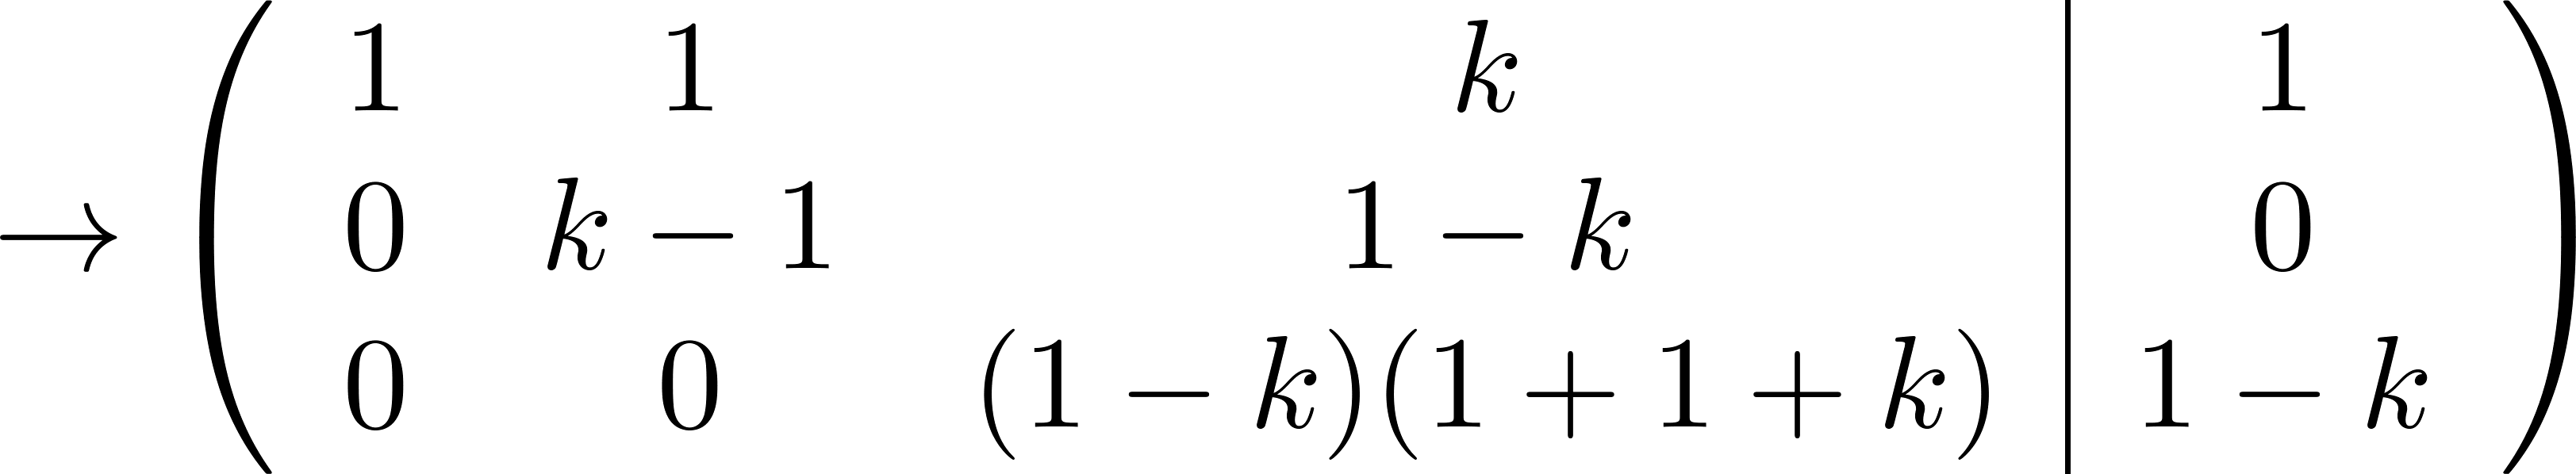 → ( 1 1 k | 1
0 k − 1 1 − k | 0
0 0 (1 − k)(1 + 1 + k) | 1 − k )